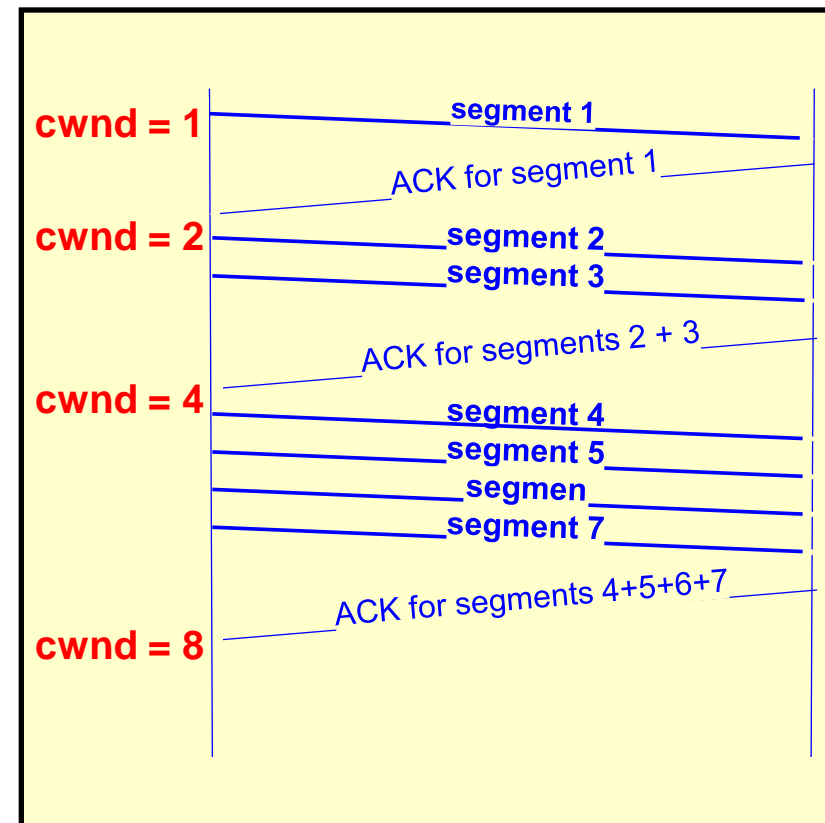 segment 1
cwnd = 1
ACK for segment 1
cwnd = 2
segment 2
segment 3
ACK for segments 2 + 3
cwnd = 4
segment 4
segment 5
segmen
segment 7
ACK for segments 4+5+6+7
cwnd = 8